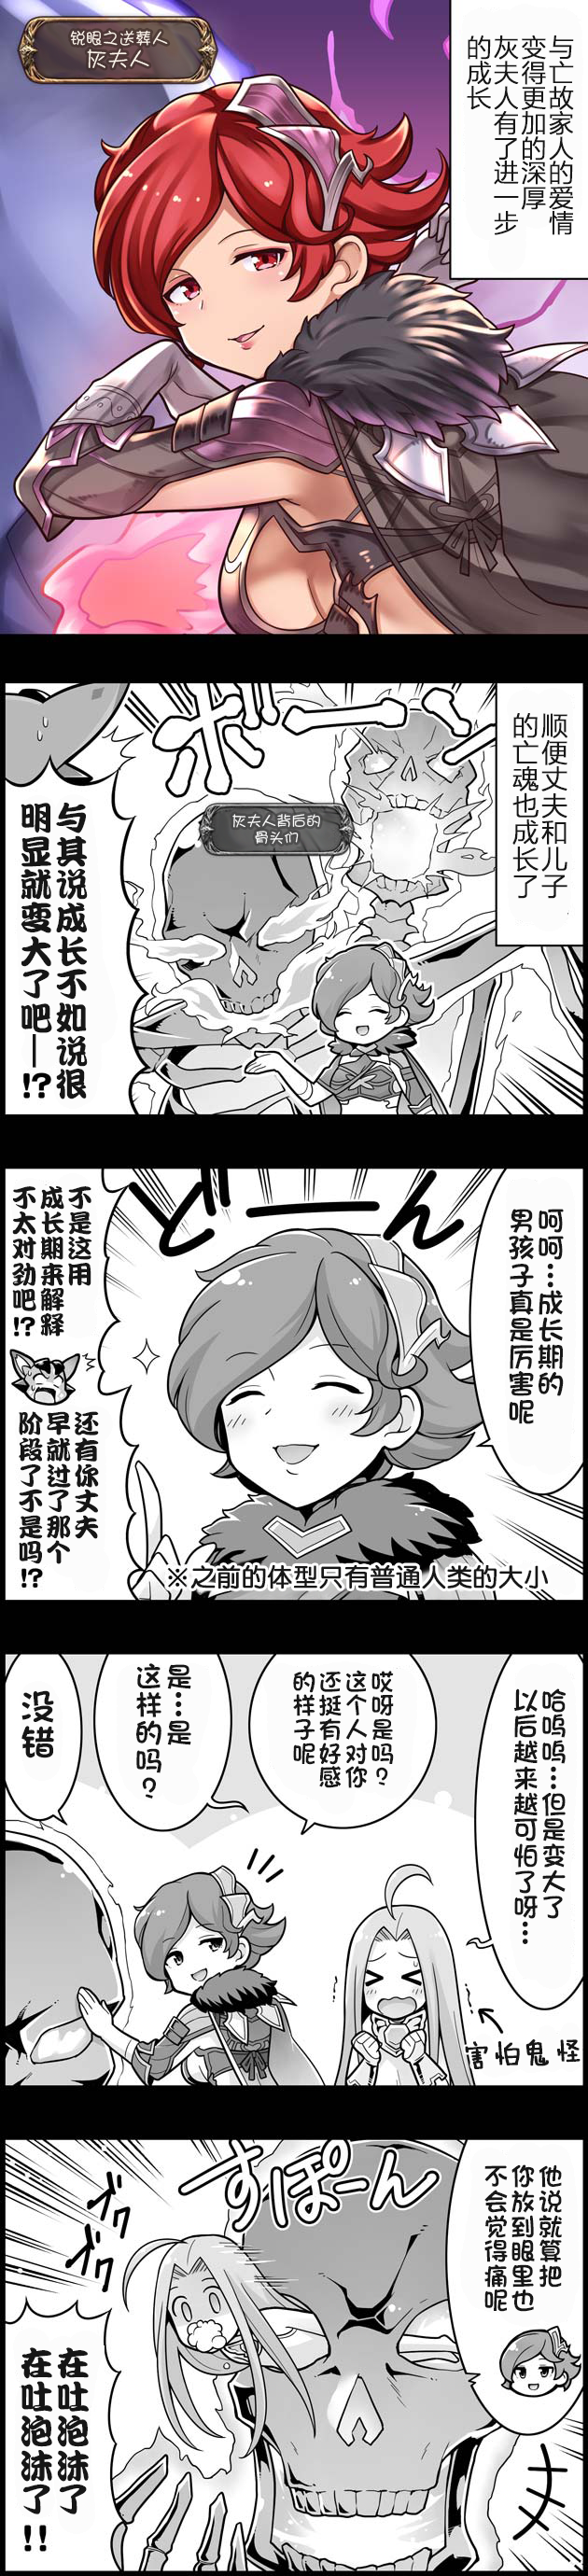 锐眼之送葬人
灰夫人
与亡故家人的爱情
变得更加的深厚
灰夫人有了进一步
的成长
顺便丈夫和儿子
的亡魂也成长了
ボーン
灰夫人背后的
骨头们
与其说成长不如说很
明显就变大了吧—!?
呵呵…成长期的
男孩子真是厉害呢
どーーん
不是这用
成长期来解释
不太对劲吧!?
还有你丈夫
早就过了那个
阶段了不是吗!?
※之前的体型只有普通人类的大小
哈呜呜…但是变大了
以后越来越可怕了呀…
哎呀是吗?
这个人对你
还挺有好感
的样子呢
是…是
这样的吗?
没错
害怕鬼怪
他说就算把
你放到眼里也
不会觉得痛呢
すぽーん
ズク
ズク
在吐泡沫了
在吐泡沫了!!